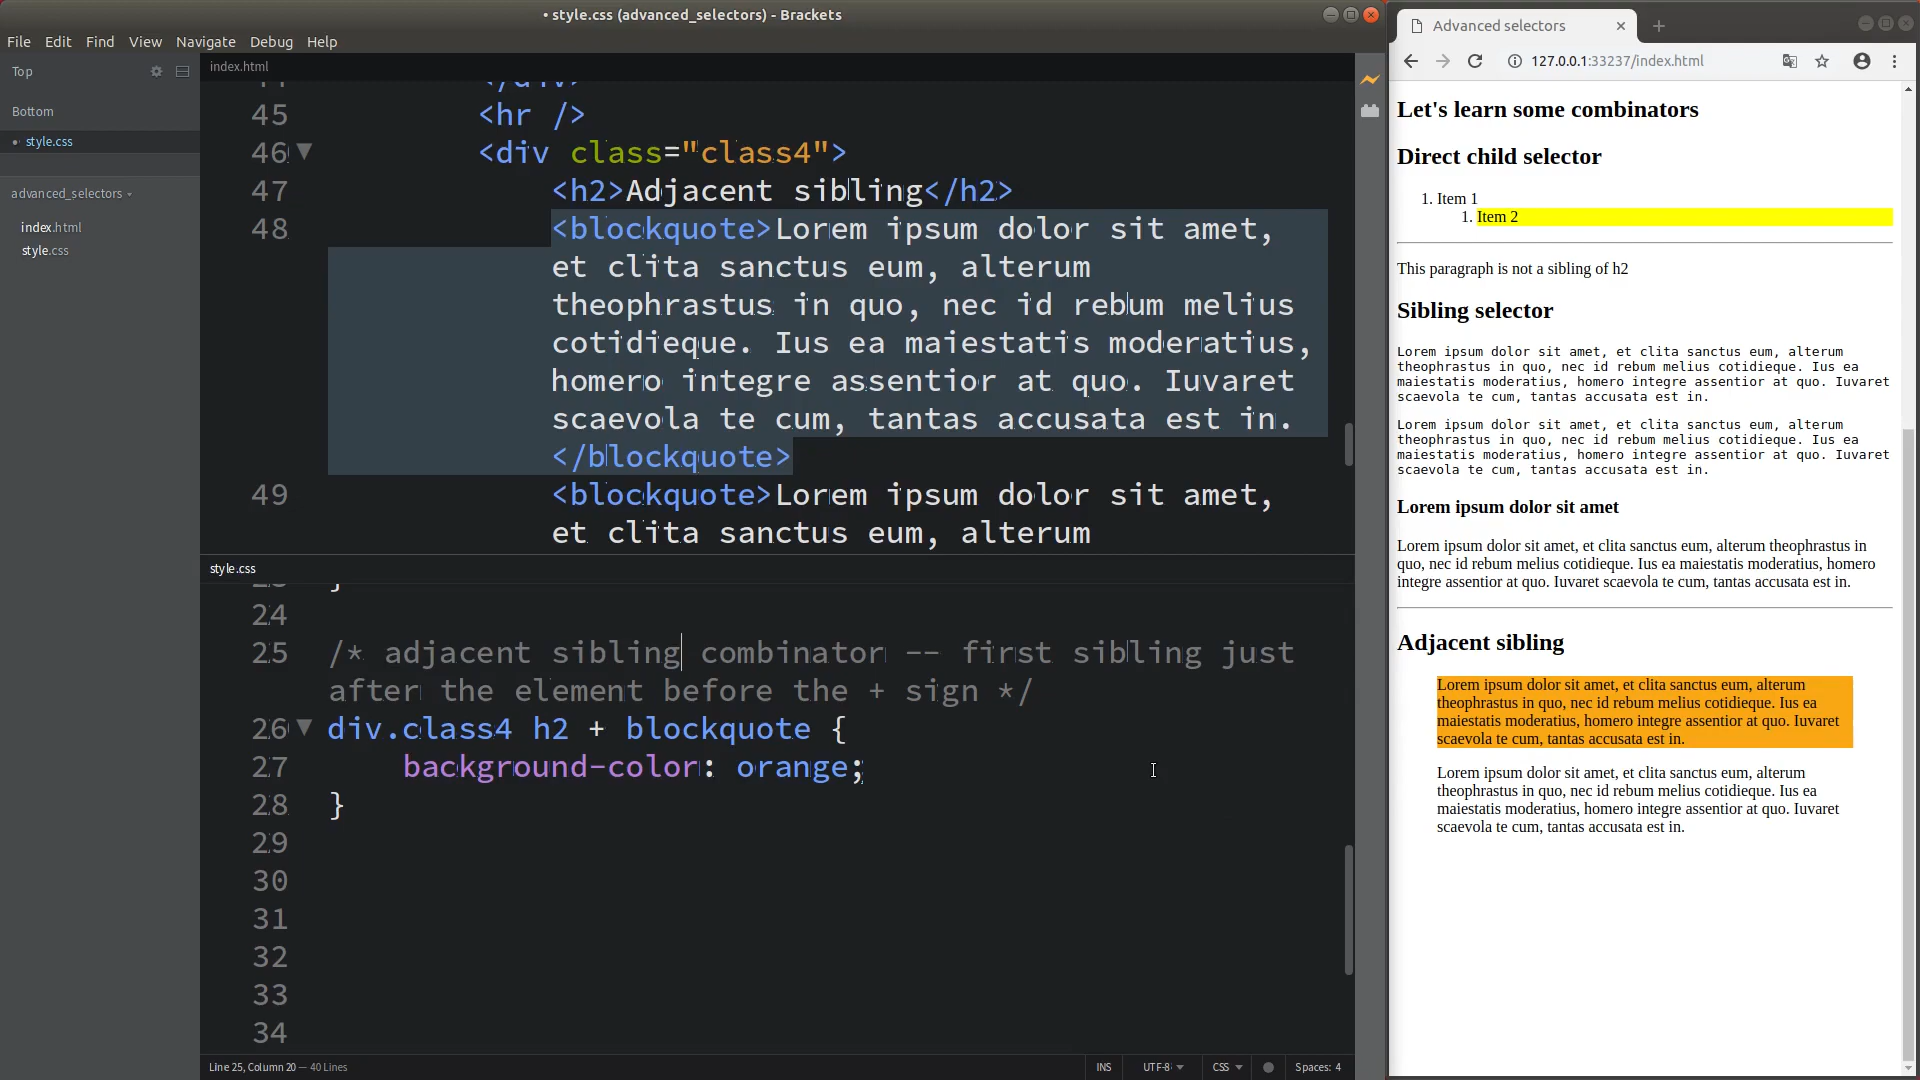 • style.css (advanced_selectors) - Brackets
File Edit Find View Navigate Debug Help
Top
Bottom
• style.css
advanced_selectors
index.html
style.css
index.html
</div>
45 <hr />
46 <div class="class4">
47 <h2>Adjacent sibling</h2>
48 <blockquote>Lorem ipsum dolor sit amet,
et clita sanctus eum, alterum
theophrastus in quo, nec id rebum melius
cotidieque. Ius ea maiestatis moderatius,
homero integre assentior at quo. Iuvaret
scaevola te cum, tantas accusata est in.
</blockquote>
49 <blockquote>Lorem ipsum dolor sit amet,
et clita sanctus eum, alterum
style.css
24
25 /* adjacent sibling combinator -- first sibling just
after the element before the + sign */
26 div.class4 h2 + blockquote {
27 background-color: orange;
28 }
29
30
31
32
33
34
Line 25, Column 20 — 40 Lines
INS UTF-8 CSS Spaces: 4
Advanced selectors
127.0.0.1:33237/index.html
Let's learn some combinators
Direct child selector
1. Item 1
1. Item 2
This paragraph is not a sibling of h2
Sibling selector
Lorem ipsum dolor sit amet, et clita sanctus eum, alterum
theophrastus in quo, nec id rebum melius cotidieque. Ius ea
maiestatis moderatius, homero integre assentior at quo. Iuvaret
scaevola te cum, tantas accusata est in.
Lorem ipsum dolor sit amet, et clita sanctus eum, alterum
theophrastus in quo, nec id rebum melius cotidieque. Ius ea
maiestatis moderatius, homero integre assentior at quo. Iuvaret
scaevola te cum, tantas accusata est in.
Lorem ipsum dolor sit amet
Lorem ipsum dolor sit amet, et clita sanctus eum, alterum theophrastus in
quo, nec id rebum melius cotidieque. Ius ea maiestatis moderatius, homero
integre assentior at quo. Iuvaret scaevola te cum, tantas accusata est in.
Adjacent sibling
Lorem ipsum dolor sit amet, et clita sanctus eum, alterum
theophrastus in quo, nec id rebum melius cotidieque. Ius ea
maiestatis moderatius, homero integre assentior at quo. Iuvaret
scaevola te cum, tantas accusata est in.
Lorem ipsum dolor sit amet, et clita sanctus eum, alterum
theophrastus in quo, nec id rebum melius cotidieque. Ius ea
maiestatis moderatius, homero integre assentior at quo. Iuvaret
scaevola te cum, tantas accusata est in.